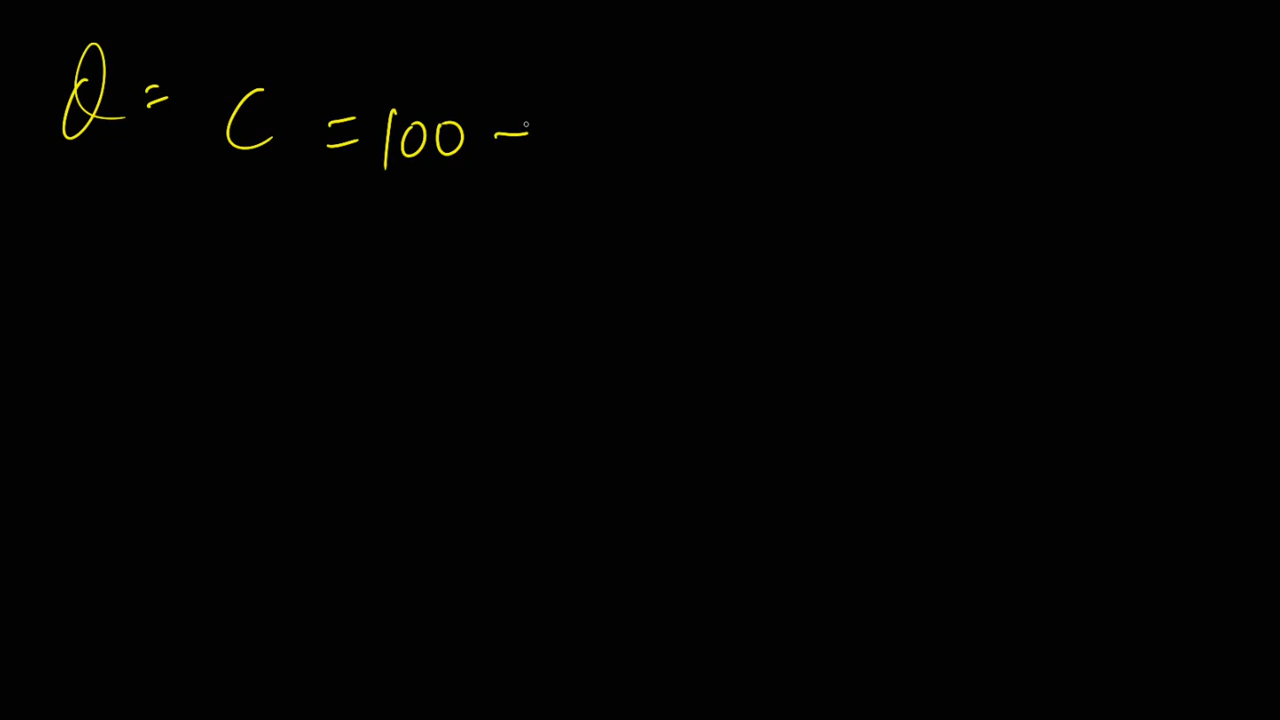 Q = C = 100 -